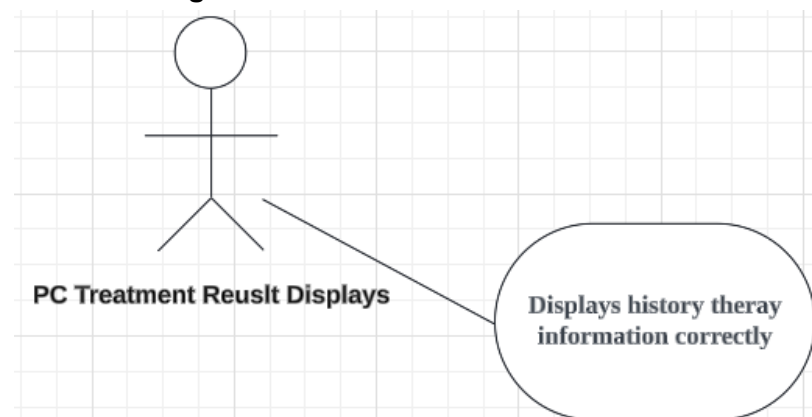 PC Treatment Reuslt Displays
Displays history theray
information correctly